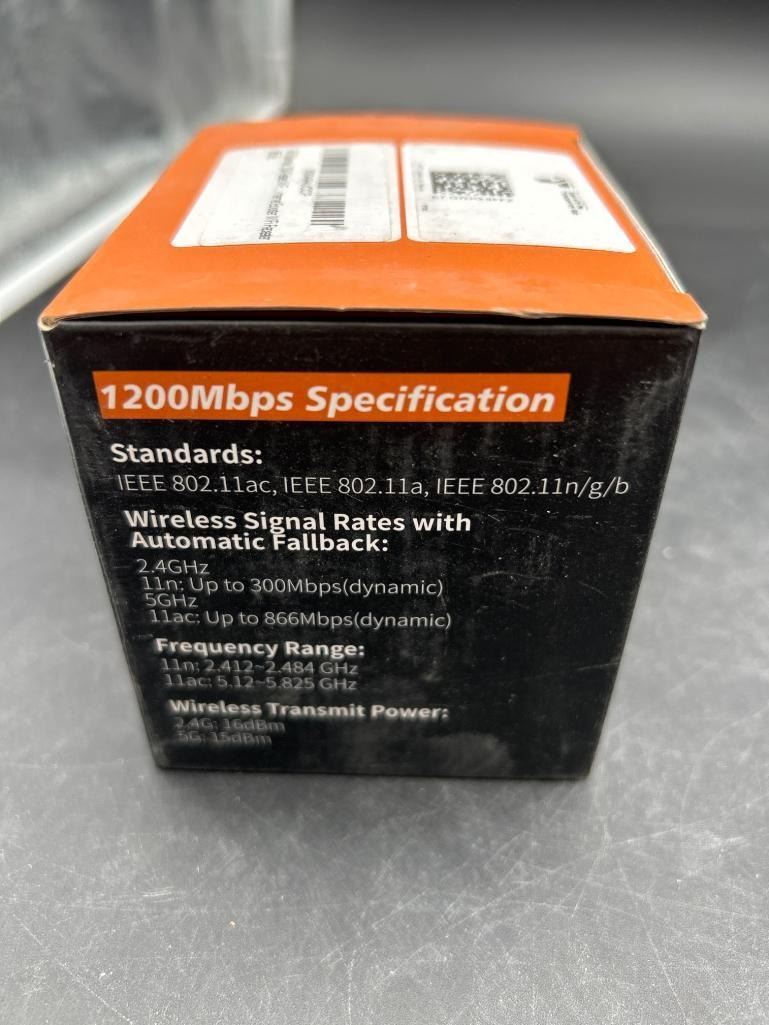 1200Mbps Specification
Standards:
IEEE 802.11ac, IEEE 802.11a, IEEE 802.11n/g/b
Wireless Signal Rates with
Automatic Fallback:
2.4GHz
11n: Up to 300Mbps(dynamic)
5GHz
11ac: Up to 866Mbps(dynamic)
Frequency Range:
11n: 2.412~2.484 GHz
11ac: 5.12~5.825 GHz
Wireless Transmit Power:
2.4G: 16dBm
5G: 15dBm